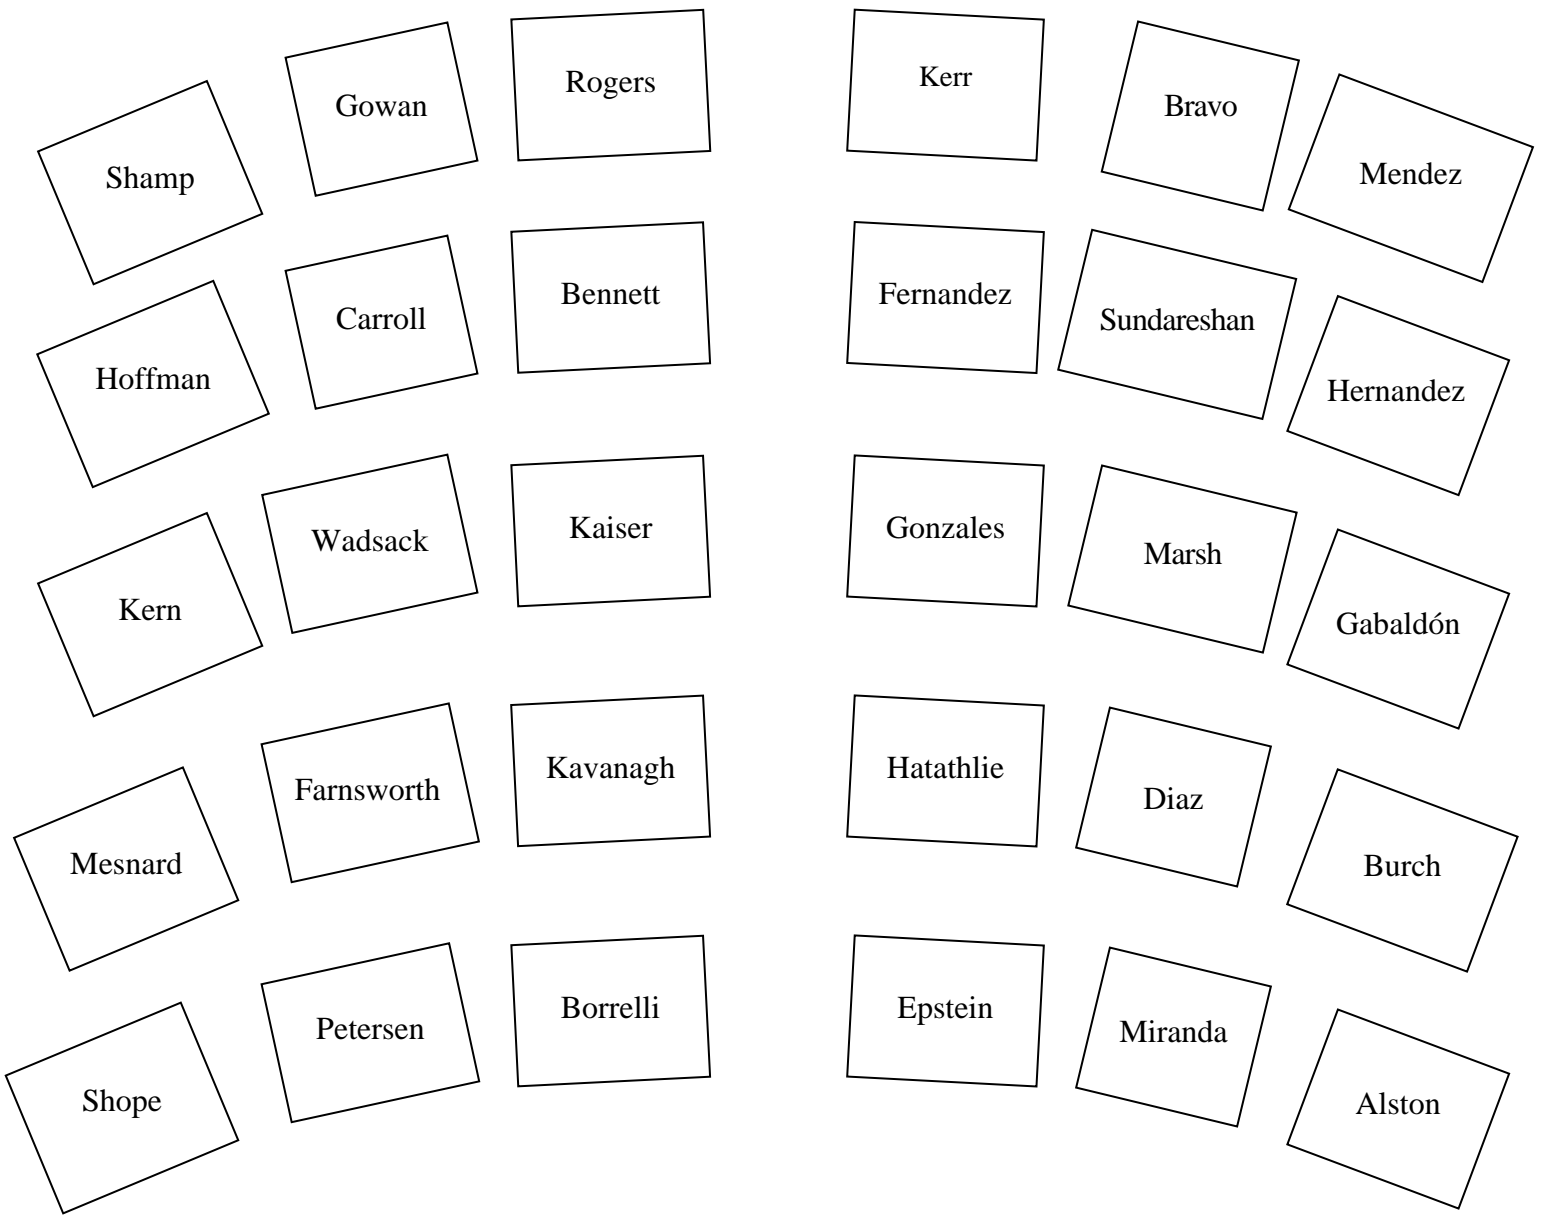 Shamp
Gowan
Rogers
Kerr
Bravo
Mendez
Hoffman
Carroll
Bennett
Fernandez
Sundareshan
Hernandez
Kern
Wadsack
Kaiser
Gonzales
Marsh
Gabaldón
Mesnard
Farnsworth
Kavanagh
Hatathlie
Diaz
Burch
Shope
Petersen
Borrelli
Epstein
Miranda
Alston